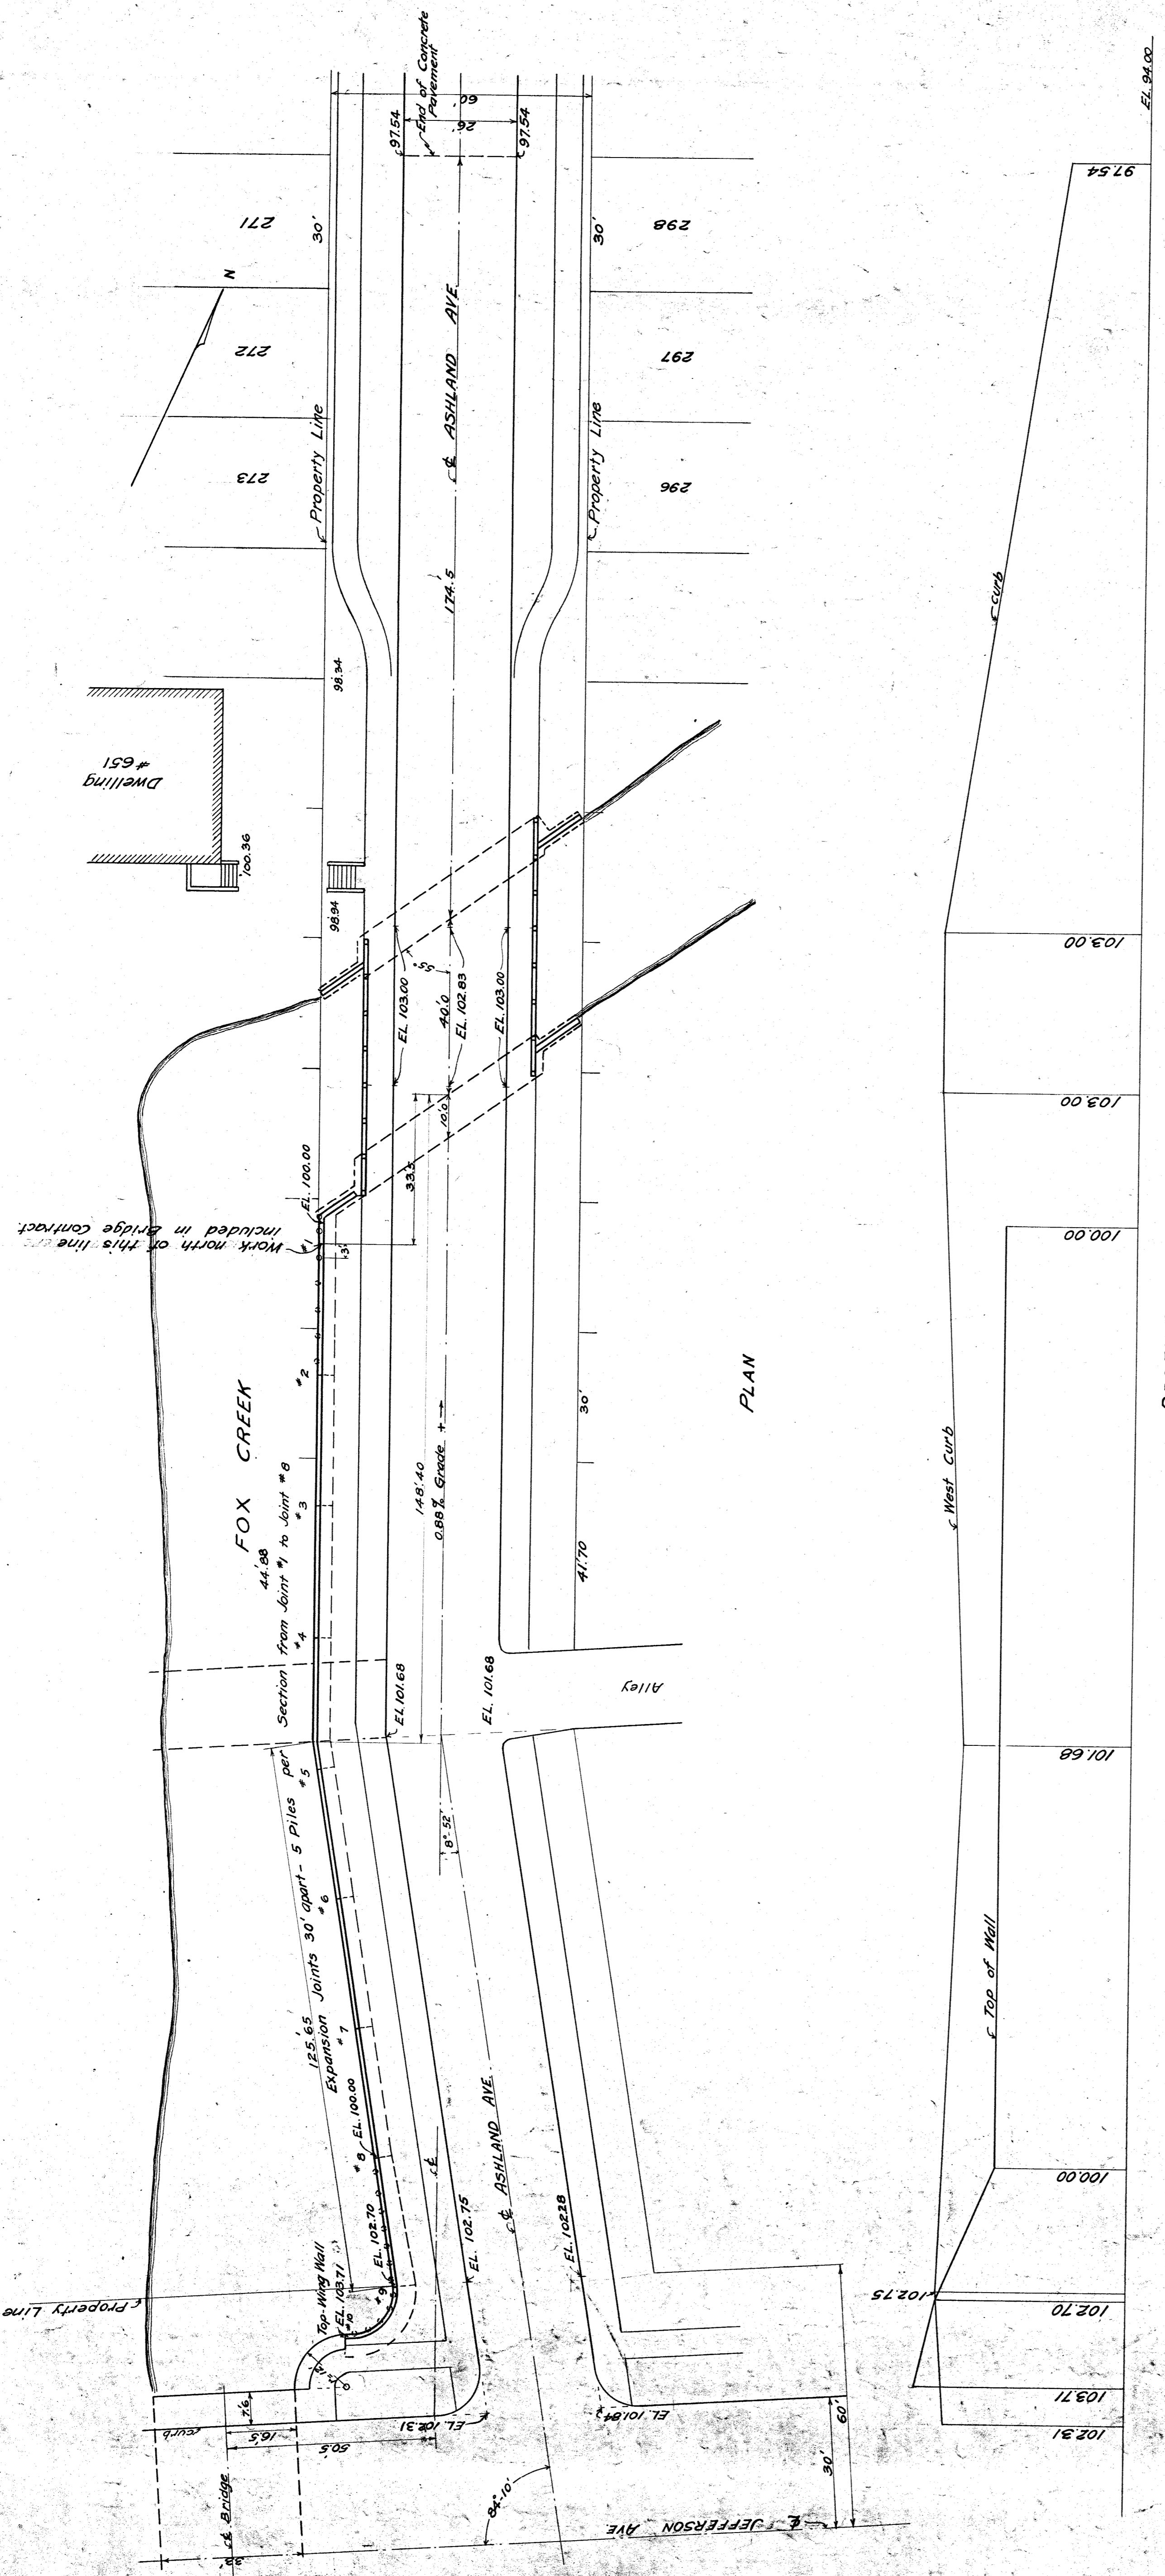 End of Concrete
Pavement
60'
26'
97.54
97.54
EL. 94.00
97.54
271
30'
30'
298
N
272
℄ ASHLAND AVE.
297
Property Line
Property Line
273
296
174.5'
Curb
98.34
Dwelling
#651
100.36
98.94
55°
EL. 103.00
40.0'
EL. 102.83
EL. 103.00
103.00
103.00
10.0'
33.5'
EL. 100.00
Work north of this line
included in Bridge Contract.
#1
3'
100.00
#2
PLAN
FOX CREEK
30'
148.40'
0.88% Grade + →
West Curb
44.88'
#3
41.70'
Expansion Joints 30' apart - 5 Piles per Section from Joint #1 to Joint #8
#4
EL. 101.68
EL. 101.68
Alley
101.68
#5
8°-52'
#6
125.65'
#7
Top of Wall
#8
EL. 100.00
℄
℄ ASHLAND AVE.
100.00
EL. 102.70
EL. 102.75
EL. 102.28
Top-Wing Wall
EL. 103.71
#9
#10
Property Line
102.75
102.70
103.71
102.31
7.6'
curb
16.5'
50.5'
EL. 102.31
EL. 101.84
60'
30'
℄ Bridge
33'
84°-10'
℄ JEFFERSON AVE